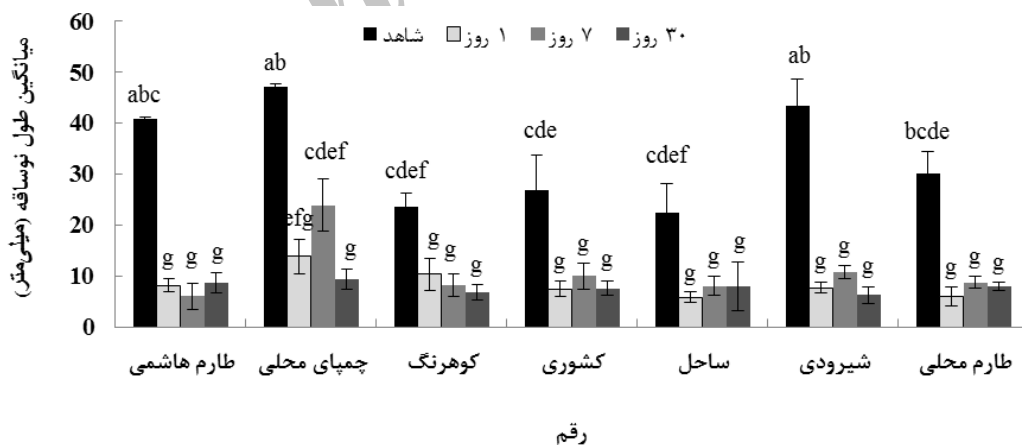 شاهد ۱ روز ۷ روز ۳۰ روز
میانگین طول نوساقه (میلی‌متر)
60
50
40
30
20
10
0
abc g g g
ab efg cdef g
cdef g g g
cde g g g
cdef g g g
ab g g g
bcde g g g
طارم هاشمی چمپای محلی کوهرنگ کشوری ساحل شیرودی طارم محلی
رقم